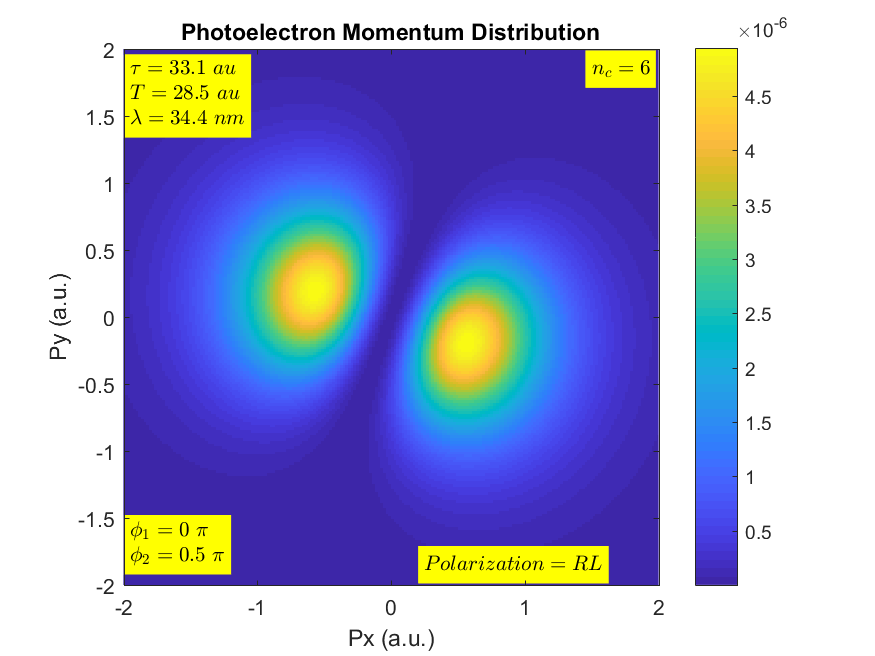 Photoelectron Momentum Distribution
×10-6
τ = 33.1 au
T = 28.5 au
λ = 34.4 nm
nc = 6
ϕ1 = 0 π
ϕ2 = 0.5 π
Polarization = RL
2
1.5
1
0.5
0
-0.5
-1
-1.5
-2
Py (a.u.)
-2
-1
0
1
2
Px (a.u.)
4.5
4
3.5
3
2.5
2
1.5
1
0.5